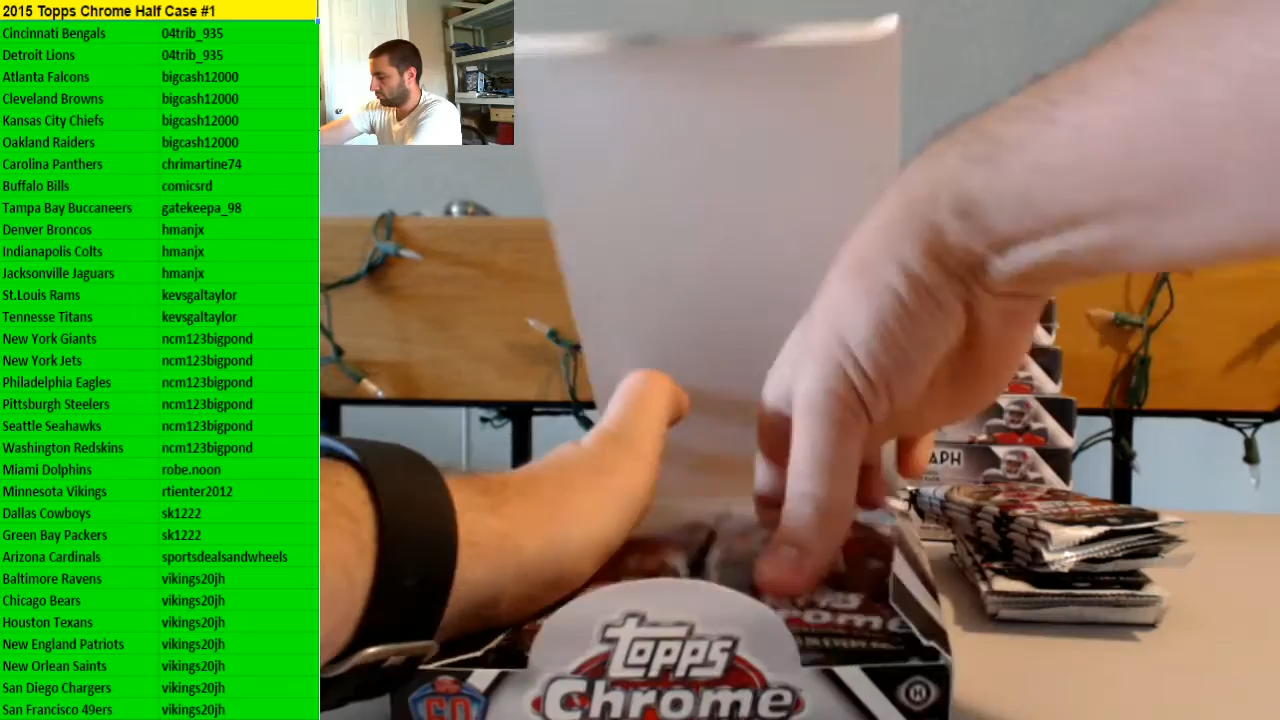 2015 Topps Chrome Half Case #1
Cincinnati Bengals 04trib_935
Detroit Lions 04trib_935
Atlanta Falcons bigcash12000
Cleveland Browns bigcash12000
Kansas City Chiefs bigcash12000
Oakland Raiders bigcash12000
Carolina Panthers chrimartine74
Buffalo Bills comicsrd
Tampa Bay Buccaneers gatekeepa_98
Denver Broncos hmanjx
Indianapolis Colts hmanjx
Jacksonville Jaguars hmanjx
St.Louis Rams kevsgaltaylor
Tennesse Titans kevsgaltaylor
New York Giants ncm123bigpond
New York Jets ncm123bigpond
Philadelphia Eagles ncm123bigpond
Pittsburgh Steelers ncm123bigpond
Seattle Seahawks ncm123bigpond
Washington Redskins ncm123bigpond
Miami Dolphins robe.noon
Minnesota Vikings rtienter2012
Dallas Cowboys sk1222
Green Bay Packers sk1222
Arizona Cardinals sportsdealsandwheels
Baltimore Ravens vikings20jh
Chicago Bears vikings20jh
Houston Texans vikings20jh
New England Patriots vikings20jh
New Orlean Saints vikings20jh
San Diego Chargers vikings20jh
San Francisco 49ers vikings20jh
Topps
Chrome
60
H
Chrome